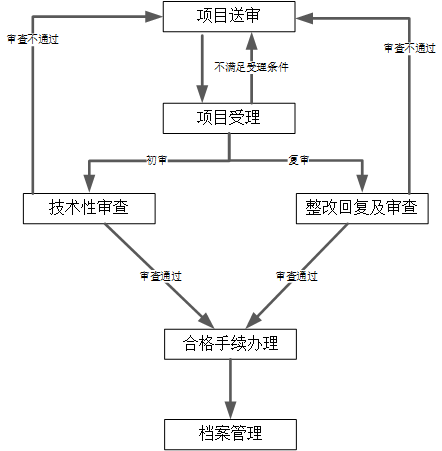 项目送审
审查不通过
审查不通过
不满足受理条件
项目受理
初审
复审
技术性审查
整改回复及审查
审查通过
审查通过
合格手续办理
档案管理